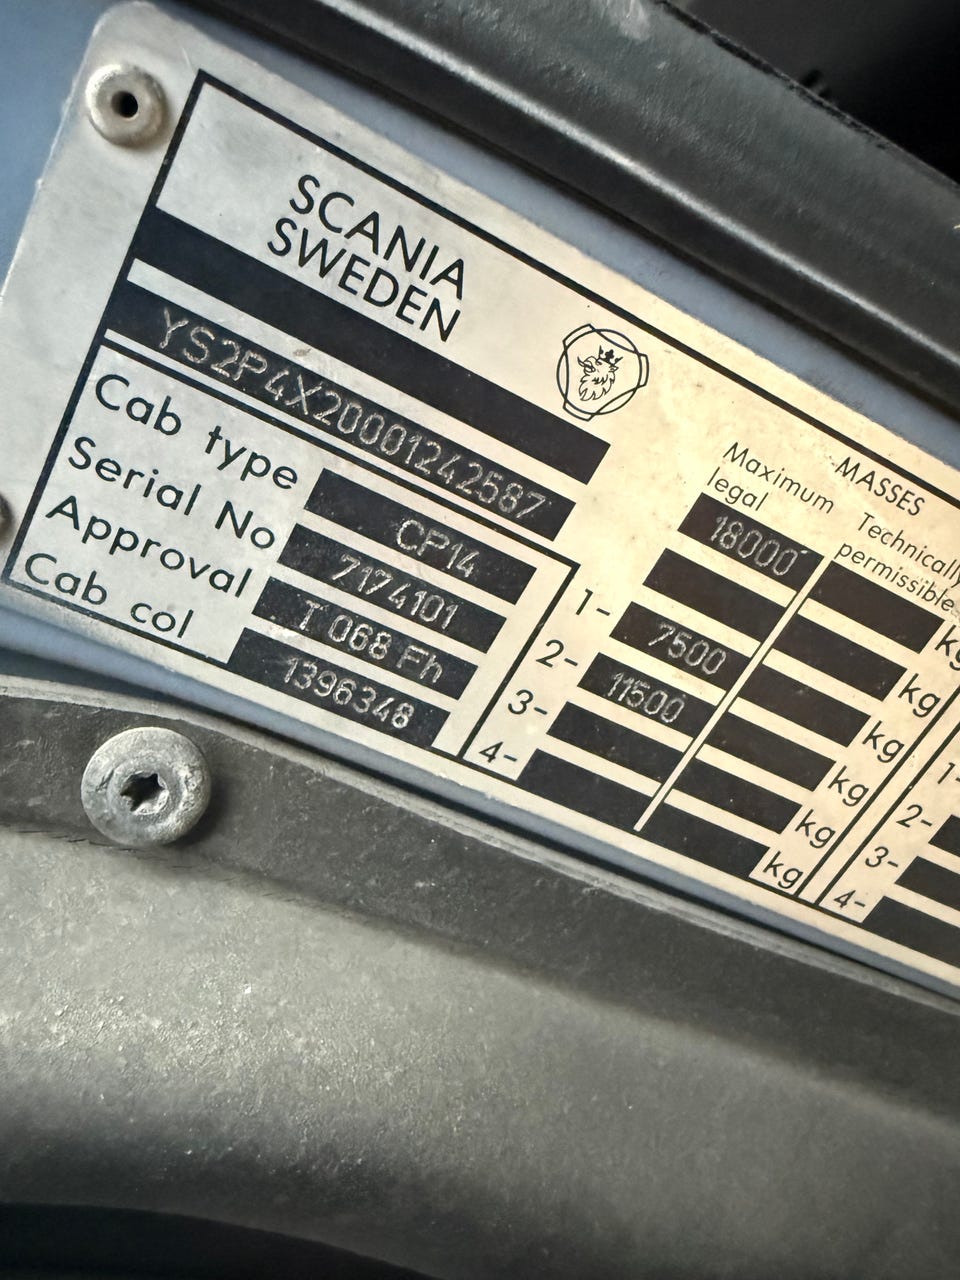 SCANIA
SWEDEN
YS2P4X20001242587
Cab type CP14
Serial No 7174101
Approval T 068 Fh
Cab col 1396348
MASSES
Maximum
legal
Technically
permissible
18000 kg
kg
1- 7500 kg
2- 11500 kg
3- kg
4- kg
1-
2-
3-
4-